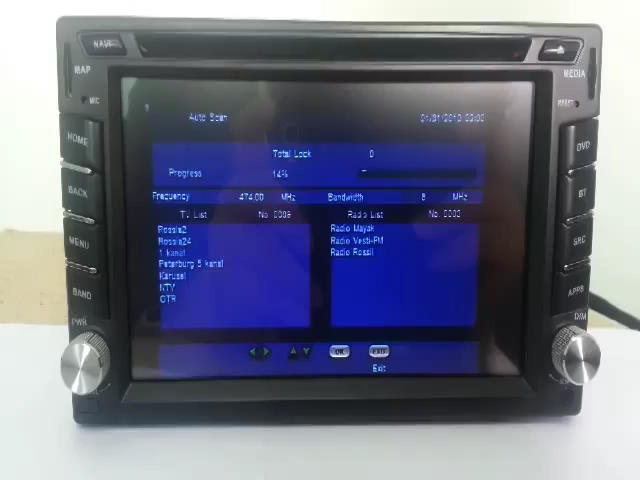 NAVI
MAP
MEDIA
MIC
RESET
HOME
BACK
MENU
BAND
PWR
DVD
BT
SRC
APPS
DIM
Auto Scan
01/01/2010 00:00
Total Lock 0
Progress 14%
Frequency 474.00 MHz Bandwidth 8 MHz
TV List No. 0009 Radio List No. 0003
Rossia2
Rossia24
1 kanal
Peterburg 5 kanal
Karusel
NTV
OTR
Radio Mayak
Radio Vesti-FM
Radio Rossii
OK
EXIT
Exit